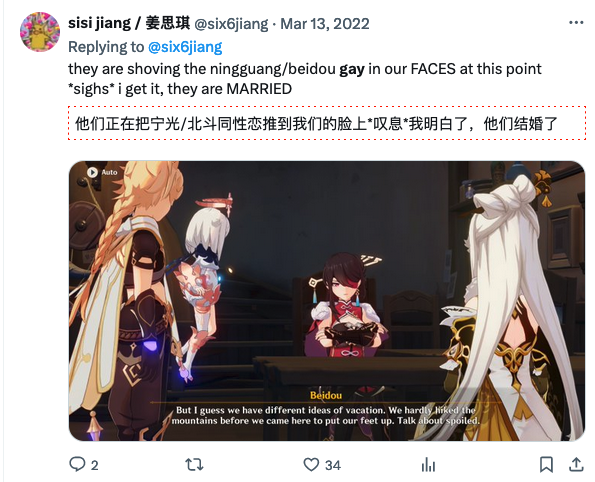 sisi jiang / 姜思琪 @six6jiang · Mar 13, 2022
Replying to @six6jiang
they are shoving the ningguang/beidou gay in our FACES at this point
*sighs* i get it, they are MARRIED
他们正在把宁光/北斗同性恋推到我们的脸上*叹息*我明白了，他们结婚了
Auto
Beidou
But I guess we have different ideas of vacation. We hardly hiked the
mountains before we came here to put our feet up. Talk about spoiled.
2
34